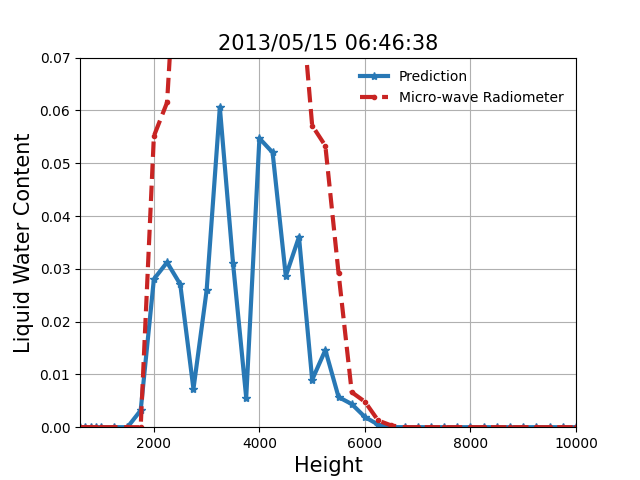 2013/05/15 06:46:38
Liquid Water Content
0.07
0.06
0.05
0.04
0.03
0.02
0.01
0.00
Prediction
Micro-wave Radiometer
2000 4000 6000 8000 10000
Height